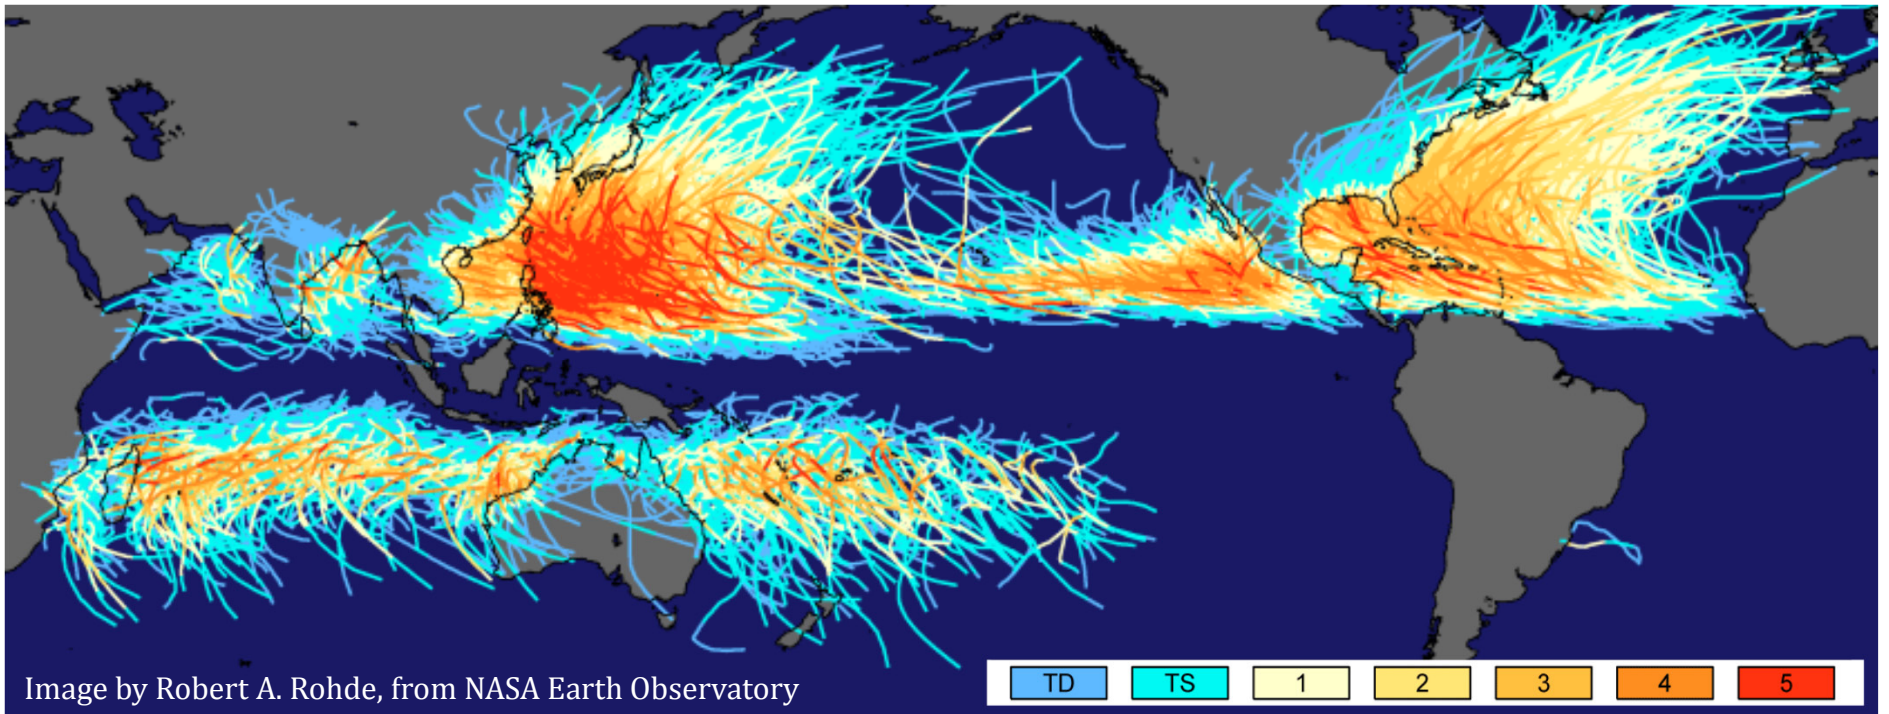 Image by Robert A. Rohde, from NASA Earth Observatory
TD TS 1 2 3 4 5